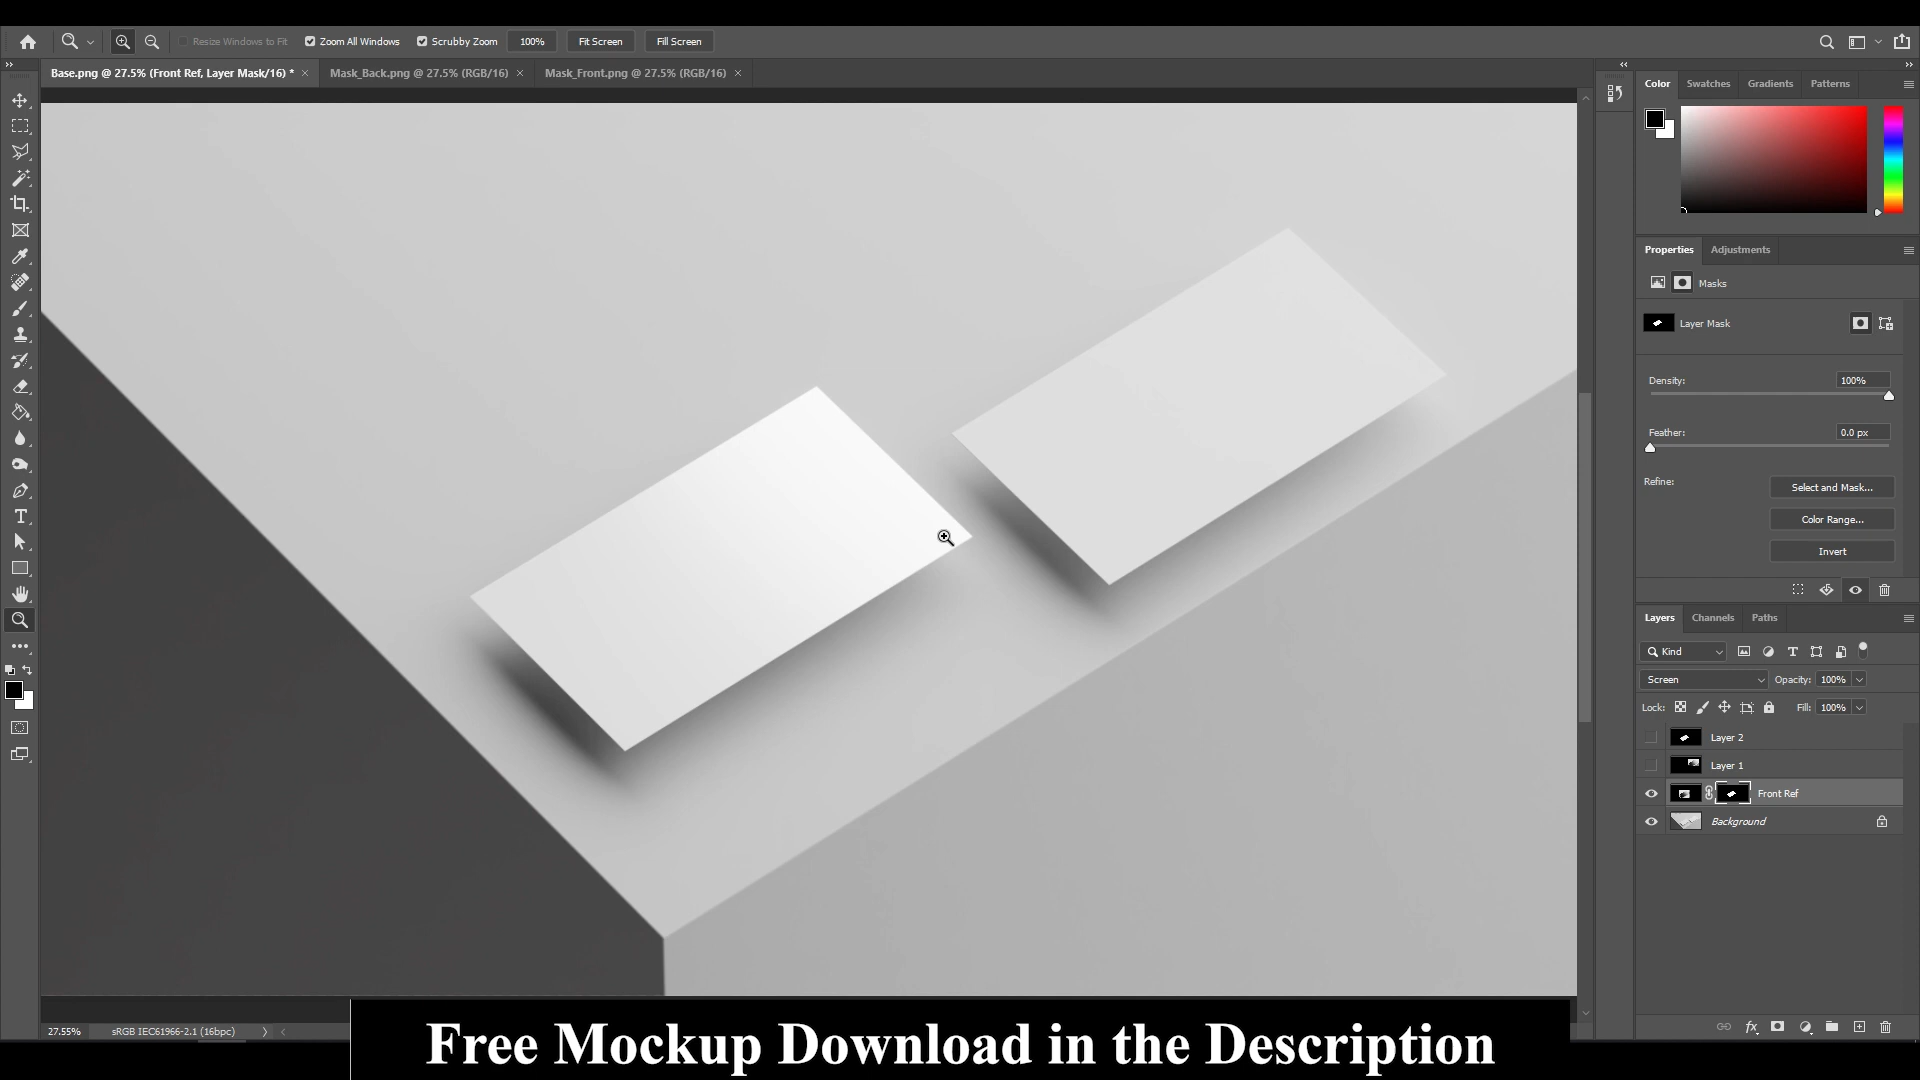 Resize Windows to Fit Zoom All Windows Scrubby Zoom 100% Fit Screen Fill Screen
Base.png @ 27.5% (Front Ref, Layer Mask/16) * Mask_Back.png @ 27.5% (RGB/16) Mask_Front.png @ 27.5% (RGB/16)
Color Swatches Gradients Patterns
Properties Adjustments
Masks
Layer Mask
Density: 100%
Feather: 0.0 px
Refine: Select and Mask...
Color Range...
Invert
Layers Channels Paths
Kind
Screen Opacity: 100%
Lock: Fill: 100%
Layer 2
Layer 1
Front Ref
Background
fx
27.55% sRGB IEC61966-2.1 (16bpc)
Free Mockup Download in the Description